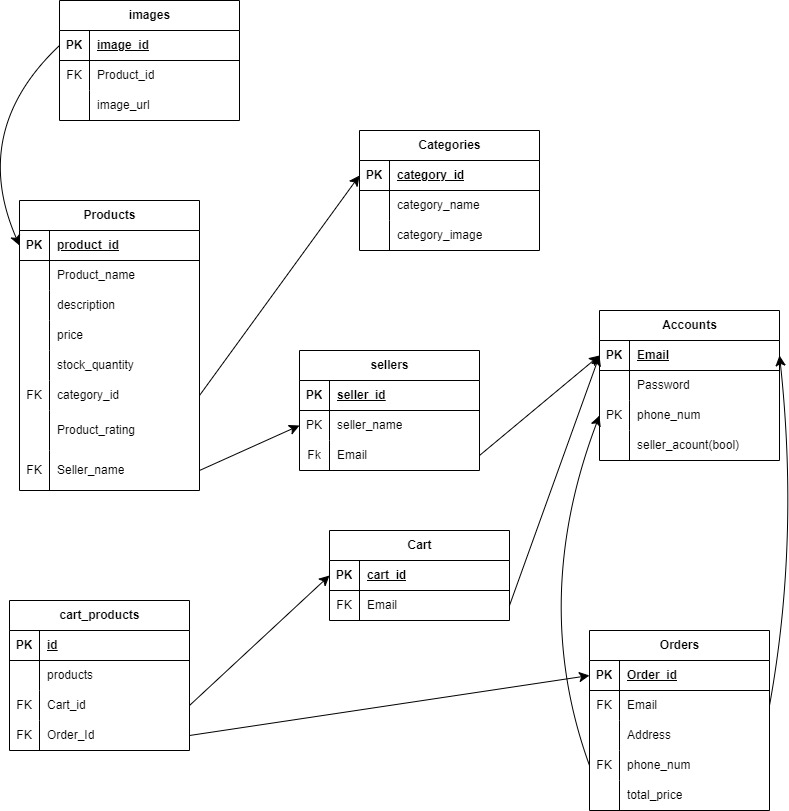 images
PK image_id
FK Product_id
image_url
Categories
PK category_id
category_name
category_image
Products
PK product_id
Product_name
description
price
stock_quantity
FK category_id
Product_rating
FK Seller_name
sellers
PK seller_id
PK seller_name
Fk Email
Accounts
PK Email
Password
PK phone_num
seller_acount(bool)
Cart
PK cart_id
FK Email
cart_products
PK id
products
FK Cart_id
FK Order_Id
Orders
PK Order_id
FK Email
Address
FK phone_num
total_price